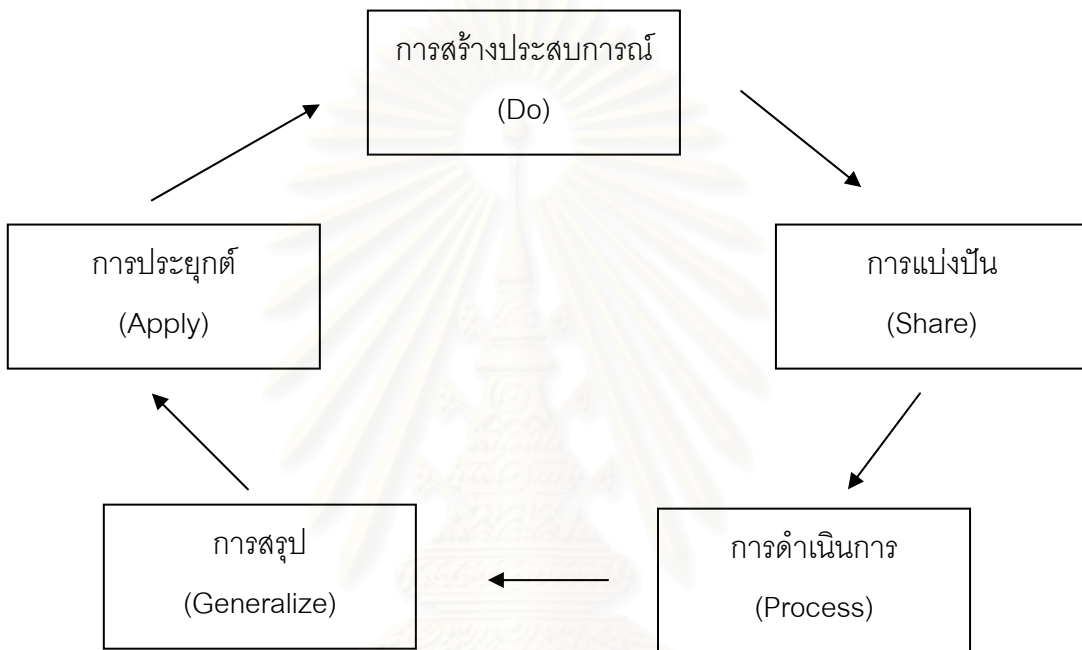 การสร้างประสบการณ์
(Do)
การแบ่งปัน
(Share)
การดำเนินการ
(Process)
การสรุป
(Generalize)
การประยุกต์
(Apply)